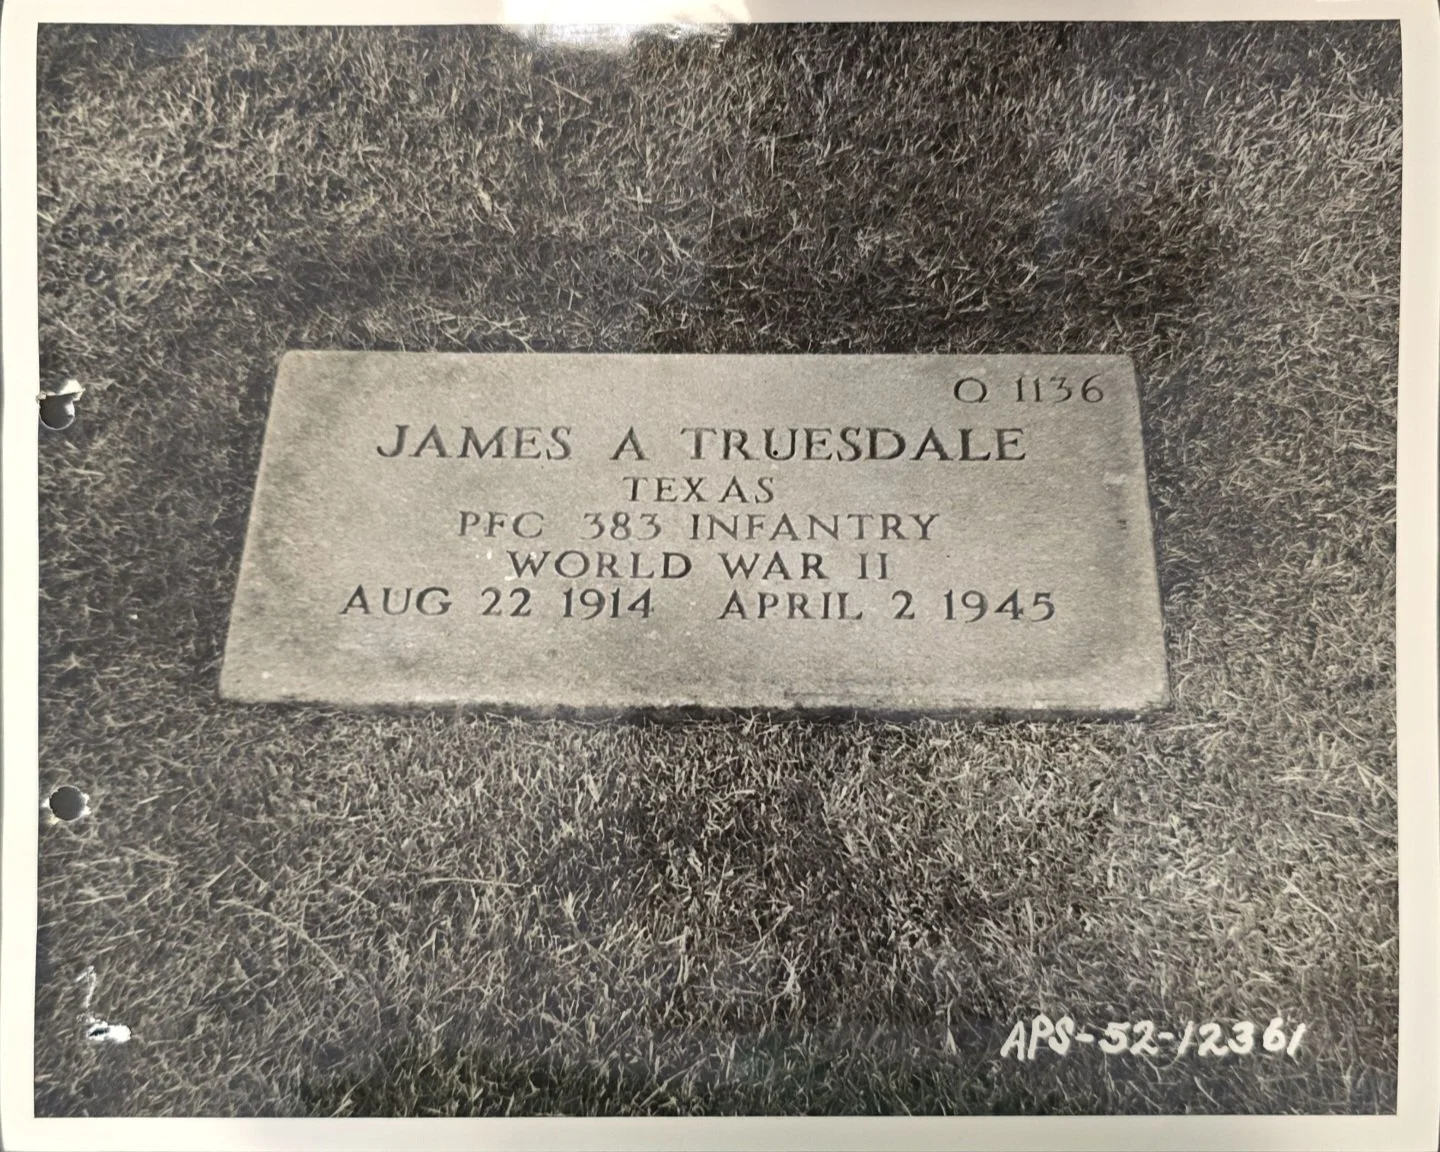 Q 1136
JAMES A TRUESDALE
TEXAS
PFC 383 INFANTRY
WORLD WAR II
AUG 22 1914 APRIL 2 1945
APS-52-12361